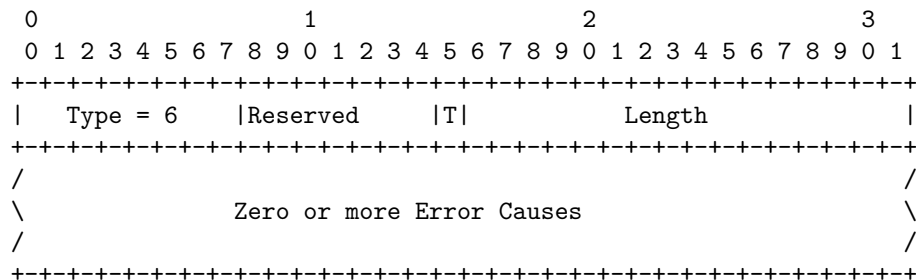 0                   1                   2                   3
 0 1 2 3 4 5 6 7 8 9 0 1 2 3 4 5 6 7 8 9 0 1 2 3 4 5 6 7 8 9 0 1
+-+-+-+-+-+-+-+-+-+-+-+-+-+-+-+-+-+-+-+-+-+-+-+-+-+-+-+-+-+-+-+-+
|   Type = 6    |Reserved     |T|           Length              |
+-+-+-+-+-+-+-+-+-+-+-+-+-+-+-+-+-+-+-+-+-+-+-+-+-+-+-+-+-+-+-+-+
/                                                               /
\               Zero or more Error Causes                       \
/                                                               /
+-+-+-+-+-+-+-+-+-+-+-+-+-+-+-+-+-+-+-+-+-+-+-+-+-+-+-+-+-+-+-+-+